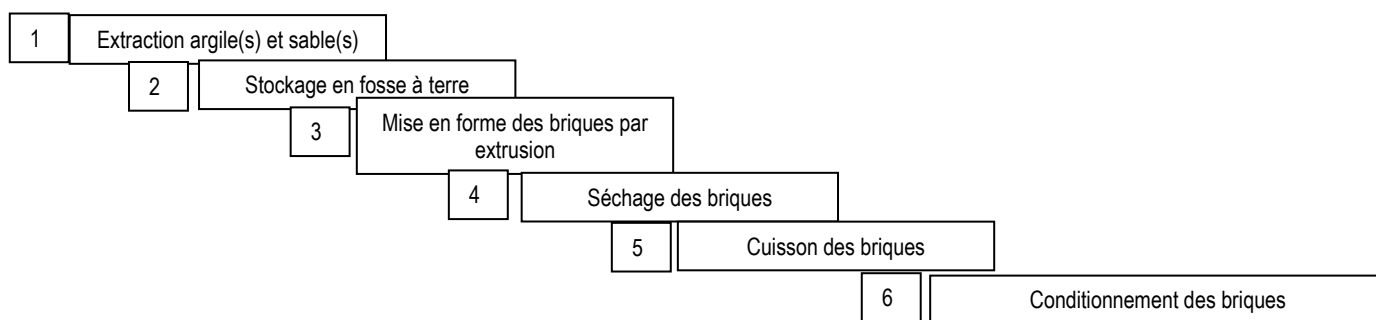 1
Extraction argile(s) et sable(s)
2
Stockage en fosse à terre
3
Mise en forme des briques par
extrusion
4
Séchage des briques
5
Cuisson des briques
6
Conditionnement des briques